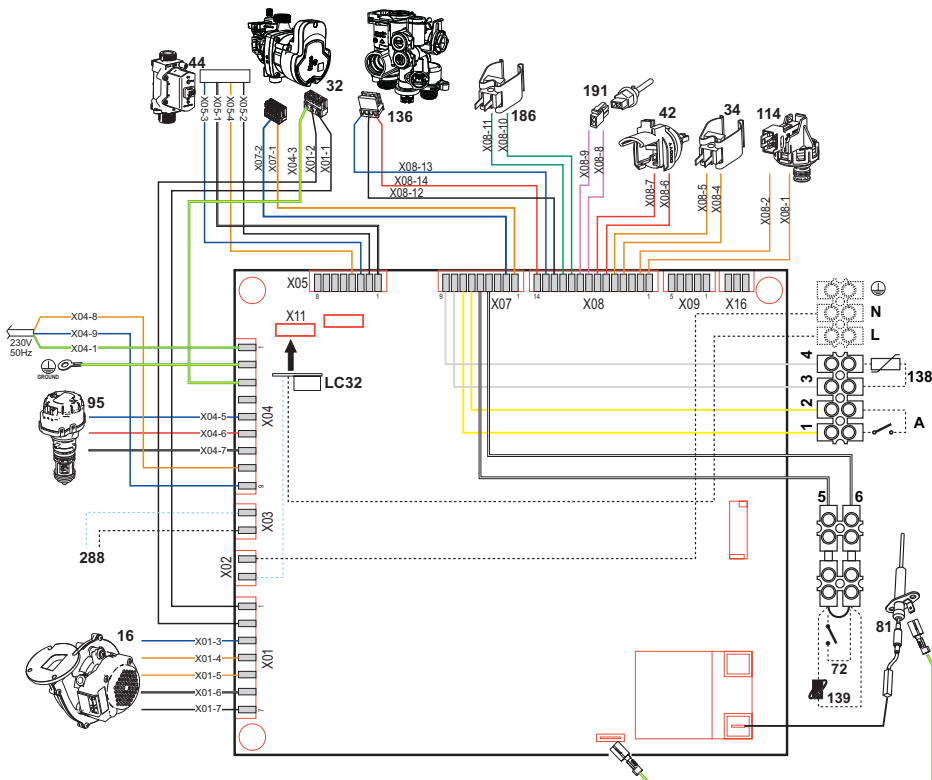 44
32
136
186
191
42
34
114
X05-3
X05-1
X05-4
X05-2
X07-2
X07-1
X04-3
X01-2
X01-1
X08-13
X08-14
X08-12
X08-11
X08-10
X08-9
X08-8
X08-7
X08-6
X08-5
X08-4
X08-2
X08-1
X05
8
1
9
X07
1
14
X08
1
5
X09
1
X16
X11
LC32
230V
50Hz
X04-8
X04-9
X04-1
GROUND
95
X04-5
X04-6
X04-7
1
X04
9
X03
288
X02
1
X01
7
16
X01-3
X01-4
X01-5
X01-6
X01-7
N
L
4
3
2
1
138
A
5
6
72
139
81